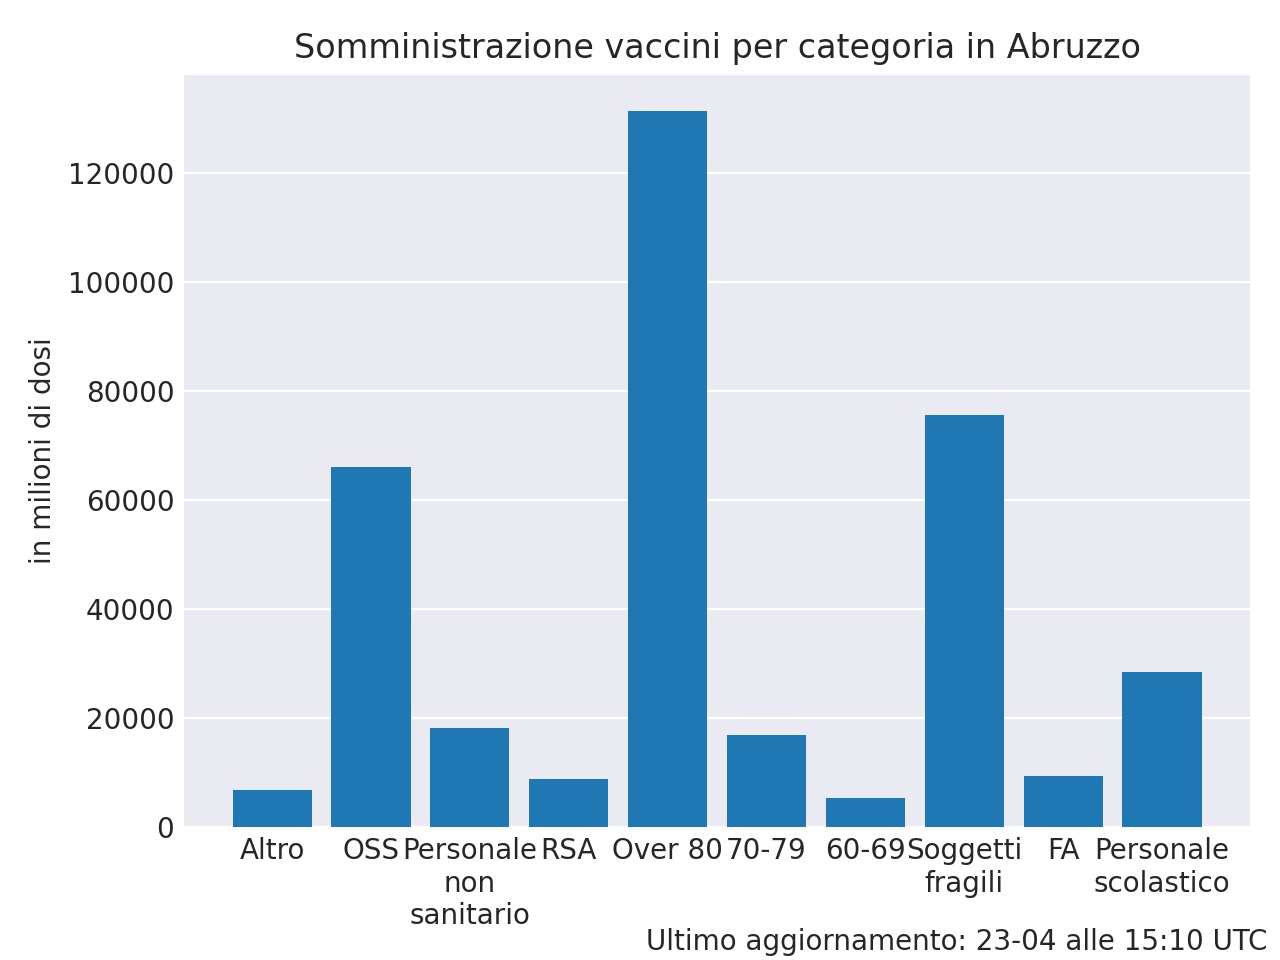 Somministrazione vaccini per categoria in Abruzzo
in milioni di dosi
120000
100000
80000
60000
40000
20000
0
Altro OSS Personale RSA Over 80 70-79 60-69 Soggetti FA Personale
non fragili scolastico
sanitario
Ultimo aggiornamento: 23-04 alle 15:10 UTC